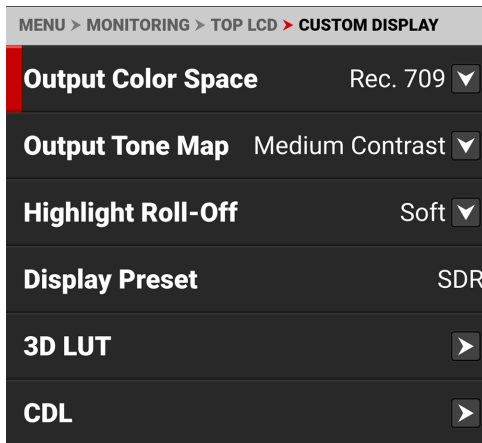 MENU > MONITORING > TOP LCD > CUSTOM DISPLAY
Output Color Space Rec. 709
Output Tone Map Medium Contrast
Highlight Roll-Off Soft
Display Preset SDR
3D LUT
CDL